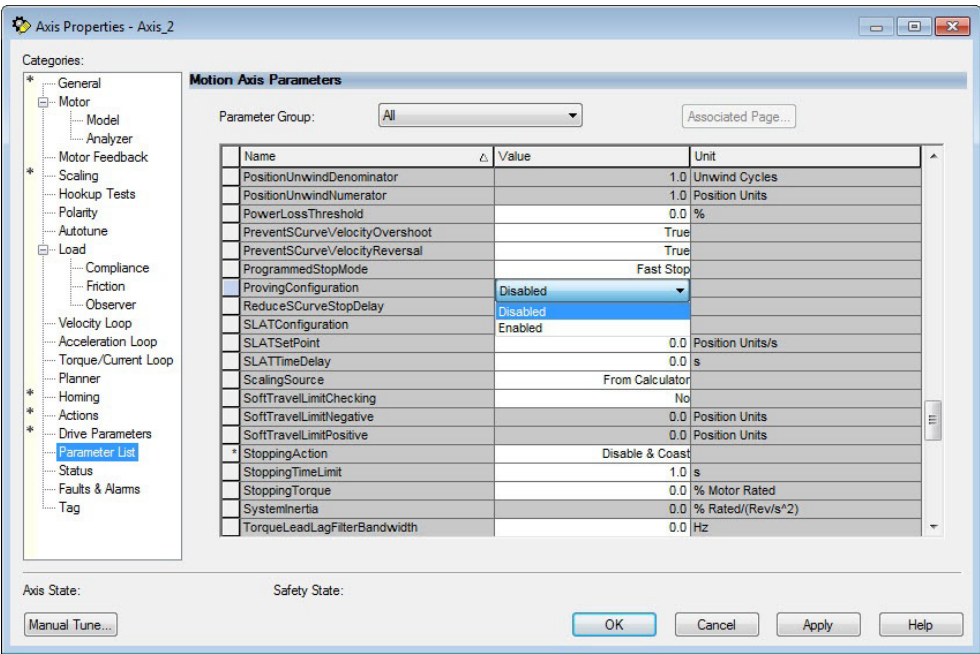 Axis Properties - Axis_2
Categories:
* General
Motor
Model
Analyzer
Motor Feedback
* Scaling
Hookup Tests
Polarity
Autotune
Load
Compliance
Friction
Observer
Velocity Loop
Acceleration Loop
Torque/Current Loop
Planner
* Homing
* Actions
* Drive Parameters
Parameter List
Status
Faults & Alarms
Tag
Motion Axis Parameters
Parameter Group: All Associated Page...
Name Value Unit
PositionUnwindDenominator 1.0 Unwind Cycles
PositionUnwindNumerator 1.0 Position Units
PowerLossThreshold 0.0 %
PreventSCurveVelocityOvershoot True
PreventSCurveVelocityReversal True
ProgrammedStopMode Fast Stop
ProvingConfiguration Disabled
ReduceSCurveStopDelay Disabled
SLATConfiguration Enabled
SLATSetPoint 0.0 Position Units/s
SLATTimeDelay 0.0 s
ScalingSource From Calculator
SoftTravelLimitChecking No
SoftTravelLimitNegative 0.0 Position Units
SoftTravelLimitPositive 0.0 Position Units
* StoppingAction Disable & Coast
StoppingTimeLimit 1.0 s
StoppingTorque 0.0 % Motor Rated
SystemInertia 0.0 % Rated/(Rev/s^2)
TorqueLeadLagFilterBandwidth 0.0 Hz
Axis State: Safety State:
Manual Tune... OK Cancel Apply Help